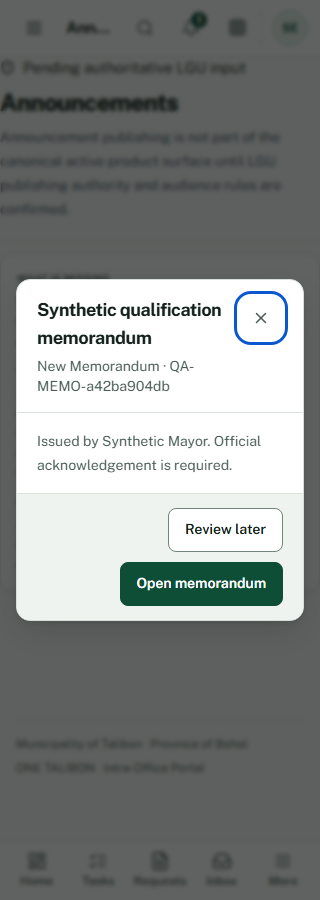 Ann...
Pending authoritative LGU input
Announcements
Announcement publishing is not part of the
canonical active product surface until LGU
publishing authority and audience rules are
confirmed.
Synthetic qualification
memorandum
New Memorandum · QA-
MEMO-a42ba904db
Issued by Synthetic Mayor. Official
acknowledgement is required.
Review later
Open memorandum
Municipality of Talibon · Province of Bohol
ONE TALIBON · Intra-Office Portal
Home
Tasks
Requests
Inbox
More